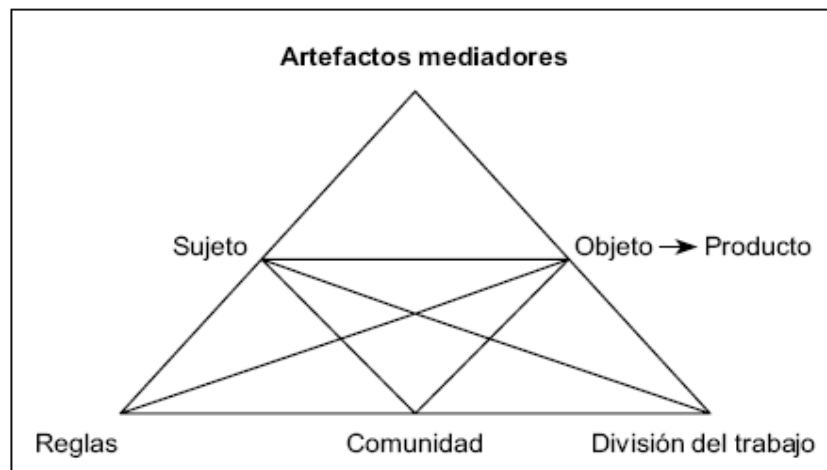 Artefactos mediadores
Sujeto
Objeto → Producto
Reglas
Comunidad
División del trabajo